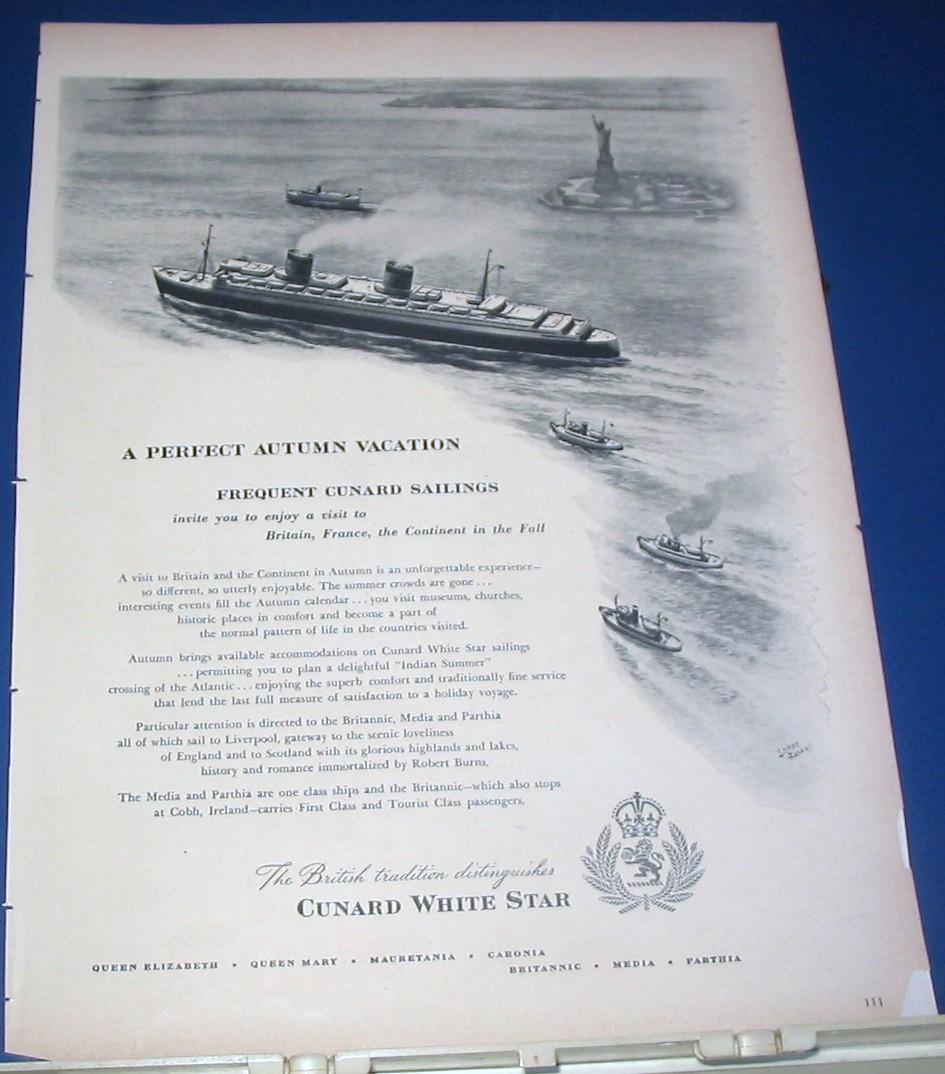 A PERFECT AUTUMN VACATION
FREQUENT CUNARD SAILINGS
invite you to enjoy a visit to
Britain, France, the Continent in the Fall
A visit to Britain and the Continent in Autumn is an unforgettable experience—
so different, so utterly enjoyable. The summer crowds are gone...
interesting events fill the Autumn calendar...you visit museums, churches,
historic places in comfort and become a part of
the normal pattern of life in the countries visited.
Autumn brings available accommodations on Cunard White Star sailings
...permitting you to plan a delightful "Indian Summer"
crossing of the Atlantic...enjoying the superb comfort and traditionally fine service
that lend the last full measure of satisfaction to a holiday voyage.
Particular attention is directed to the Britannic, Media and Parthia
all of which sail to Liverpool, gateway to the scenic loveliness
of England and to Scotland with its glorious highlands and lakes,
history and romance immortalized by Robert Burns.
The Media and Parthia are one class ships and the Britannic—which also stops
at Cobh, Ireland—carries First Class and Tourist Class passengers.
The British tradition distinguishes
CUNARD WHITE STAR
QUEEN ELIZABETH • QUEEN MARY • MAURETANIA • CARONIA
BRITANNIC • MEDIA • PARTHIA
111